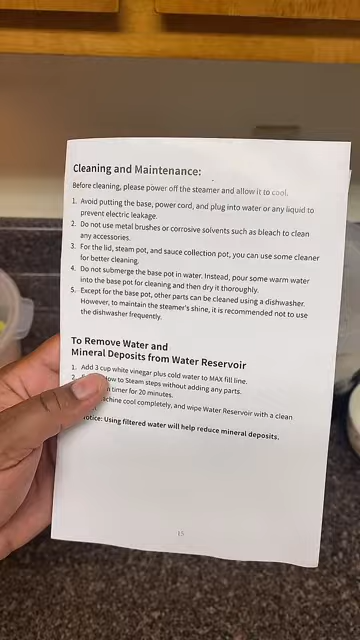 Cleaning and Maintenance:
Before cleaning, please power off the steamer and allow it to cool.
1. Avoid putting the base, power cord, and plug into water or any liquid to
prevent electric leakage.
2. Do not use metal brushes or corrosive solvents such as bleach to clean
any accessories.
3. For the lid, steam pot, and sauce collection pot, you can use some cleaner
for better cleaning.
4. Do not submerge the base pot in water. Instead, pour some warm water
into the base pot for cleaning and then dry it thoroughly.
5. Except for the base pot, other parts can be cleaned using a dishwasher.
However, to maintain the steamer's shine, it is recommended not to use
the dishwasher frequently.
To Remove Water and
Mineral Deposits from Water Reservoir
1. Add 3 cup white vinegar plus cold water to MAX fill line.
2. How to Steam steps without adding any parts.
timer for 20 minutes.
machine cool completely, and wipe Water Reservoir with a clean
Notice: Using filtered water will help reduce mineral deposits.
15